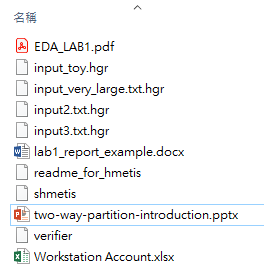 名稱
EDA_LAB1.pdf
input_toy.hgr
input_very_large.txt.hgr
input2.txt.hgr
input3.txt.hgr
lab1_report_example.docx
readme_for_hmetis
shmetis
two-way-partition-introduction.pptx
verifier
Workstation Account.xlsx